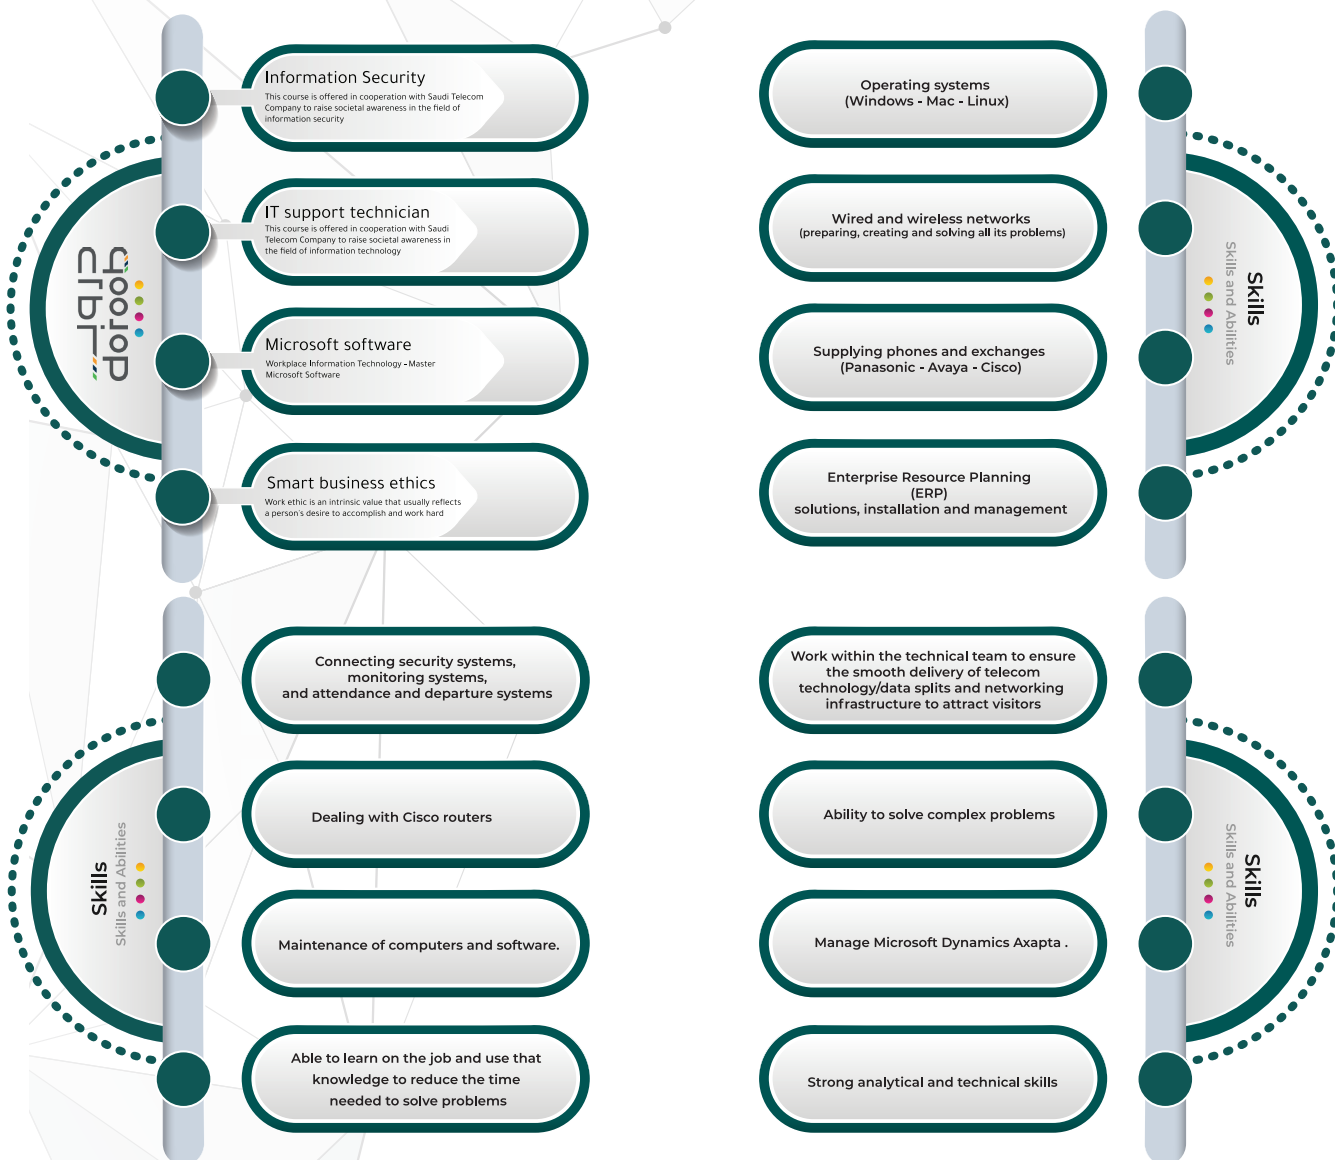 دروب
doroop
Information Security
This course is offered in cooperation with Saudi Telecom
Company to raise societal awareness in the field of
information security
IT support technician
This course is offered in cooperation with Saudi
Telecom Company to raise societal awareness in
the field of information technology
Microsoft software
Workplace Information Technology - Master
Microsoft Software
Smart business ethics
Work ethic is an intrinsic value that usually reflects
a person's desire to accomplish and work hard
Operating systems
(Windows - Mac - Linux)
Wired and wireless networks
(preparing, creating and solving all its problems)
Supplying phones and exchanges
(Panasonic - Avaya - Cisco)
Enterprise Resource Planning
(ERP)
solutions, installation and management
Skills
Skills and Abilities
Skills
Skills and Abilities
Connecting security systems,
monitoring systems,
and attendance and departure systems
Dealing with Cisco routers
Maintenance of computers and software.
Able to learn on the job and use that
knowledge to reduce the time
needed to solve problems
Work within the technical team to ensure
the smooth delivery of telecom
technology/data splits and networking
infrastructure to attract visitors
Ability to solve complex problems
Manage Microsoft Dynamics Axapta .
Strong analytical and technical skills
Skills
Skills and Abilities